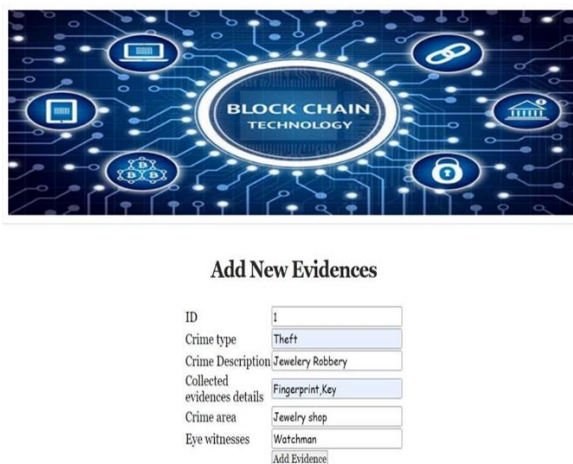 BLOCK CHAIN
TECHNOLOGY
Add New Evidences
ID 1
Crime type Theft
Crime Description Jewelery Robbery
Collected
evidences details Fingerprint,Key
Crime area Jewelry shop
Eye witnesses Watchman
Add Evidence